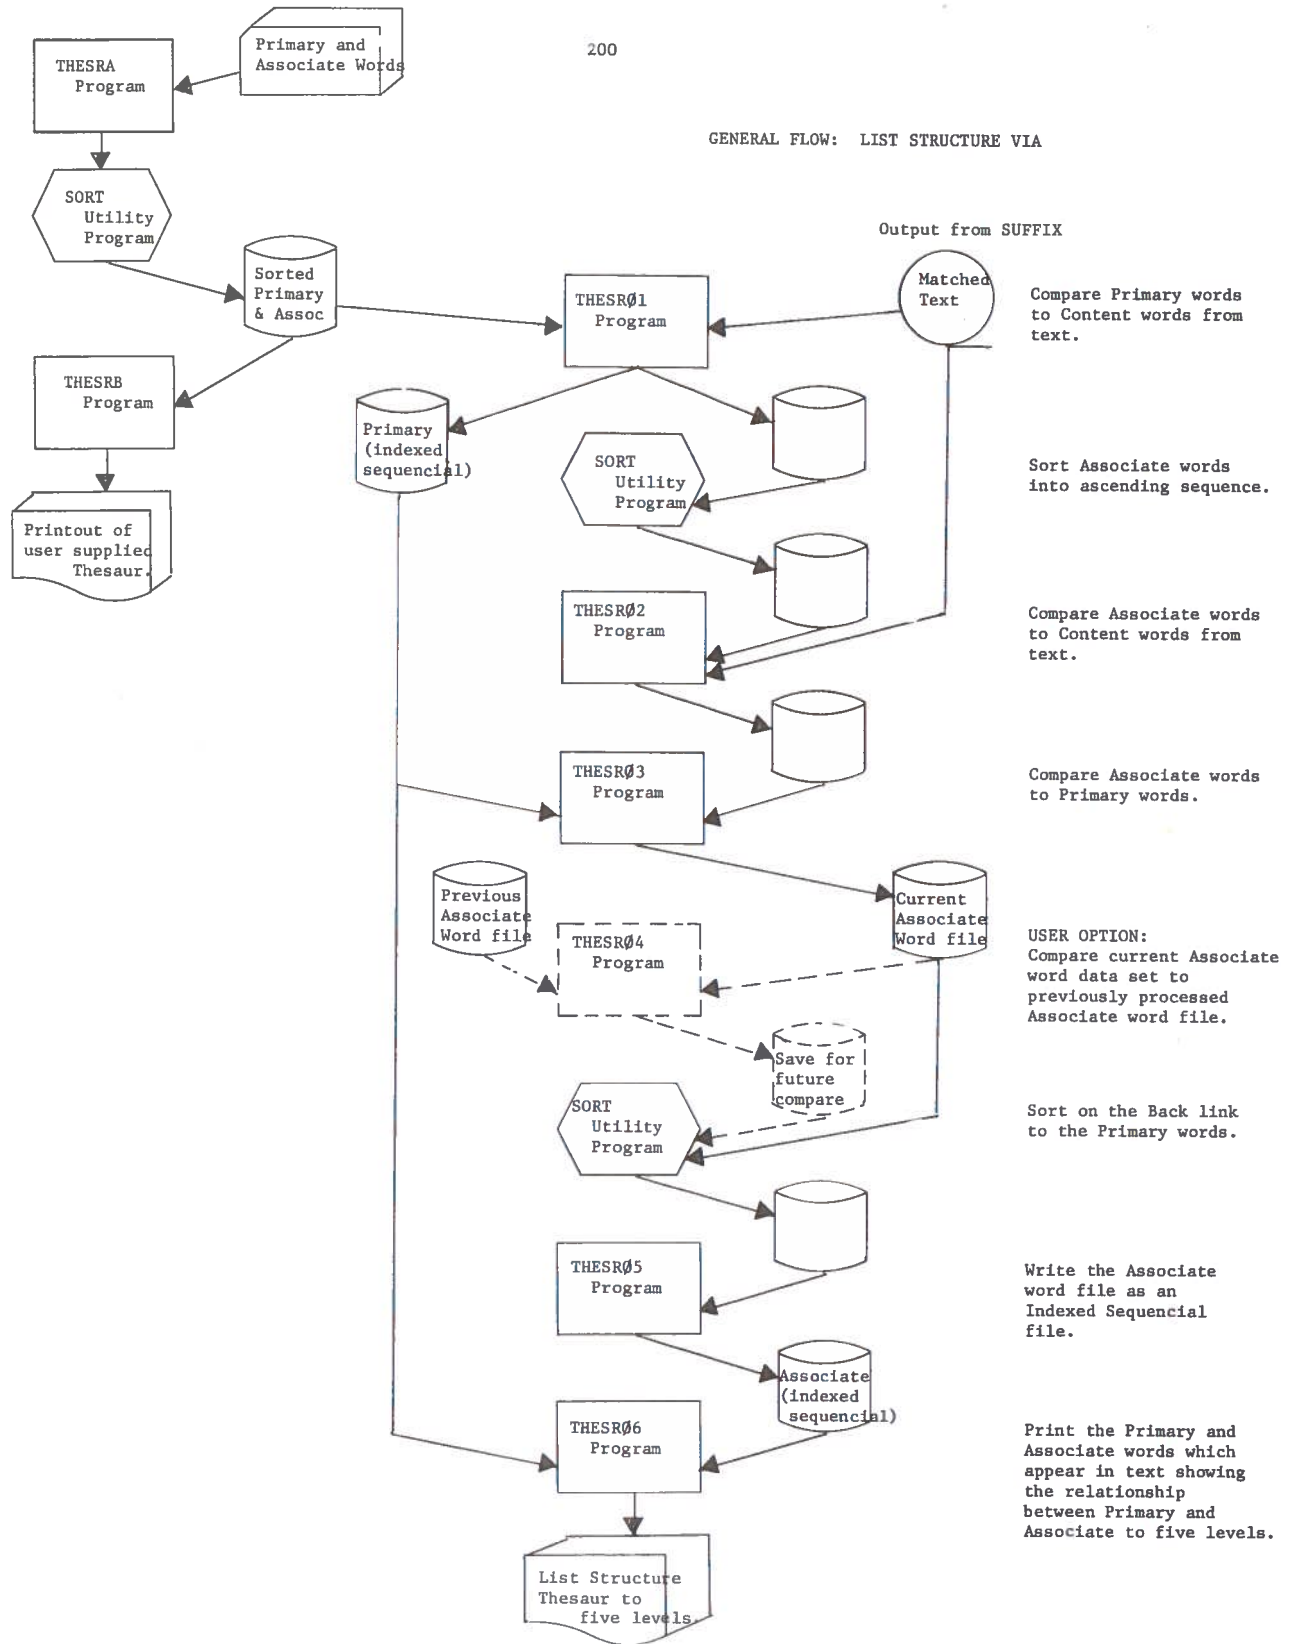 200
GENERAL FLOW: LIST STRUCTURE VIA
Primary and
Associate Words
THESRA
Program
SORT
Utility
Program
Sorted
Primary
& Assoc
THESRB
Program
Printout of
user supplied
Thesaur.
Output from SUFFIX
Matched
Text
THESRØ1
Program
Compare Primary words
to Content words from
text.
Primary
(indexed
sequencial)
SORT
Utility
Program
Sort Associate words
into ascending sequence.
THESRØ2
Program
Compare Associate words
to Content words from
text.
THESRØ3
Program
Compare Associate words
to Primary words.
Previous
Associate
Word file
THESRØ4
Program
Current
Associate
Word file
USER OPTION:
Compare current Associate
word data set to
previously processed
Associate word file.
Save for
future
compare
SORT
Utility
Program
Sort on the Back link
to the Primary words.
THESRØ5
Program
Write the Associate
word file as an
Indexed Sequencial
file.
Associate
(indexed
sequencial)
THESRØ6
Program
Print the Primary and
Associate words which
appear in text showing
the relationship
between Primary and
Associate to five levels.
List Structure
Thesaur to
five levels.